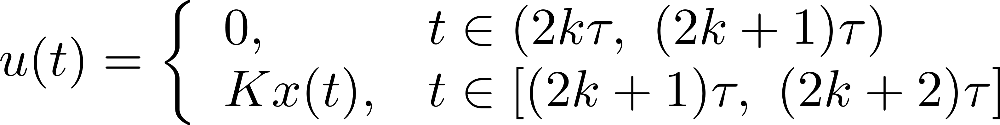 u(t) = { 0, t ∈ (2kτ, (2k + 1)τ)
Kx(t), t ∈ [(2k + 1)τ, (2k + 2)τ]